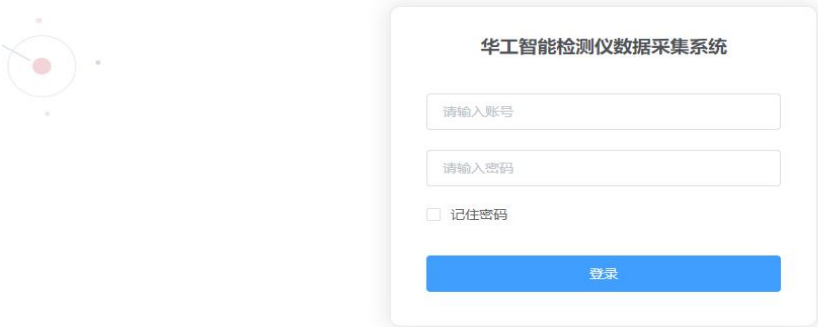 华工智能检测仪数据采集系统
请输入账号
请输入密码
记住密码
登录